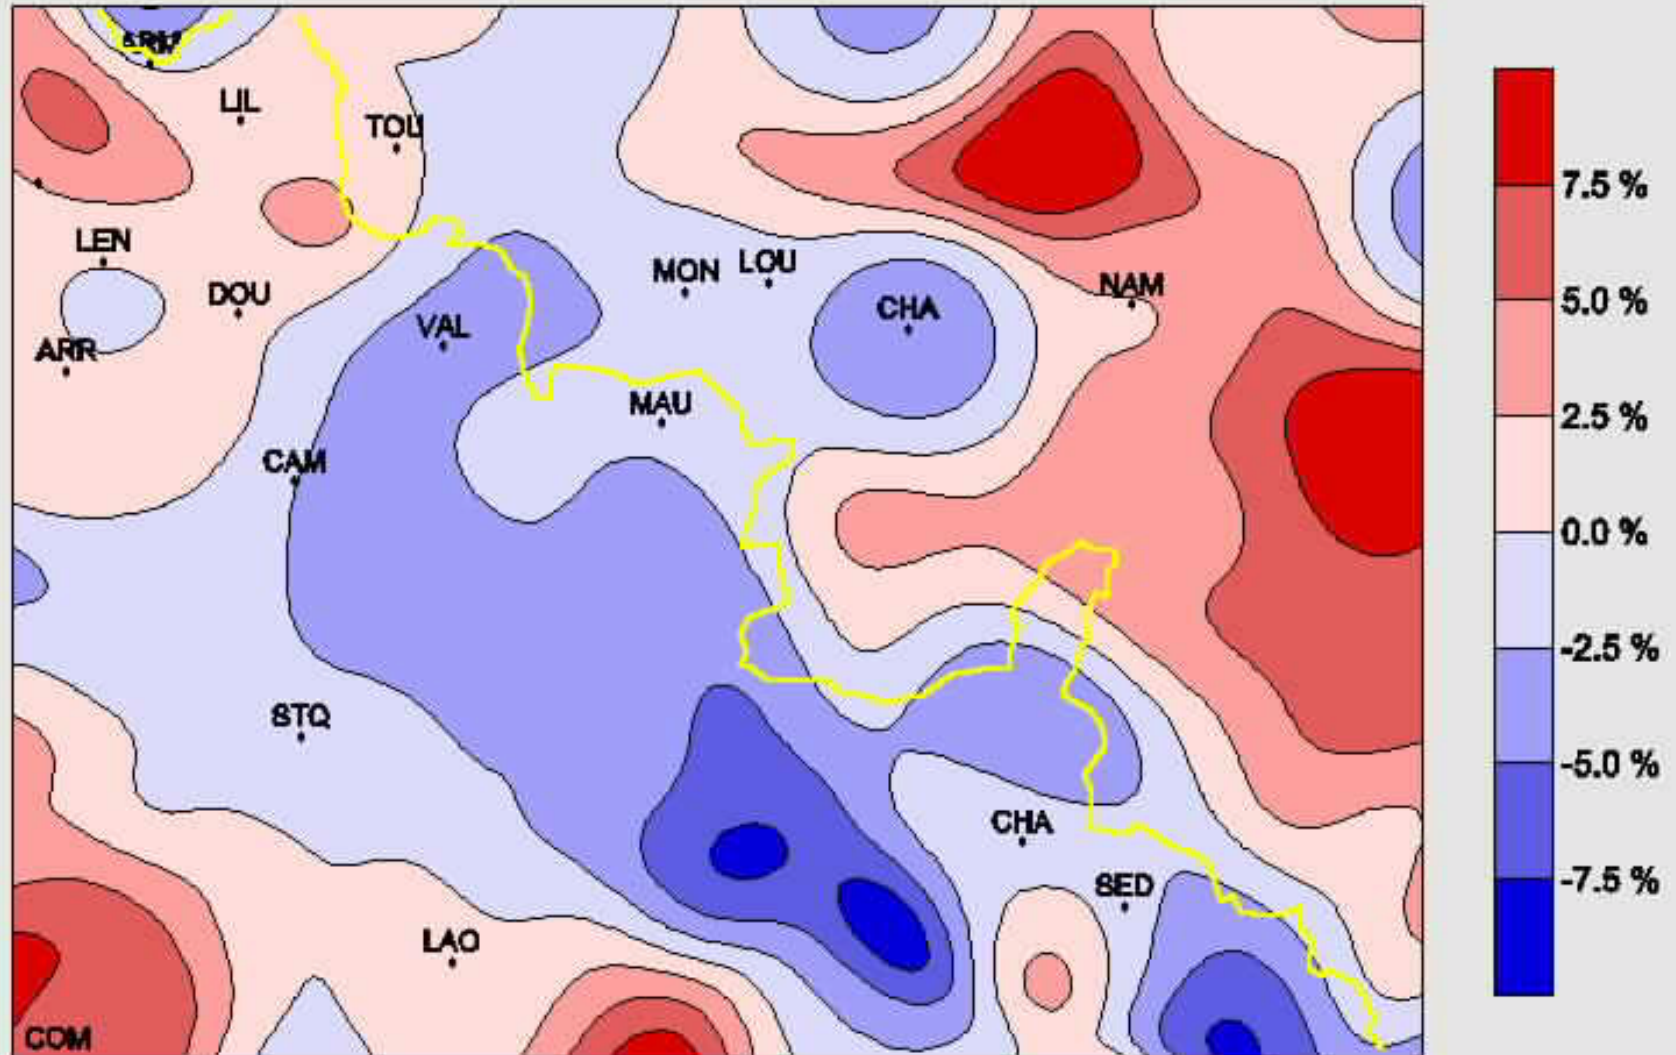 LIL
TOU
LEN
DOU
ARR
VAL
MON
LOU
CHA
NAM
MAU
CAM
STQ
CHA
SED
LAO
COM
7.5 %
5.0 %
2.5 %
0.0 %
-2.5 %
-5.0 %
-7.5 %